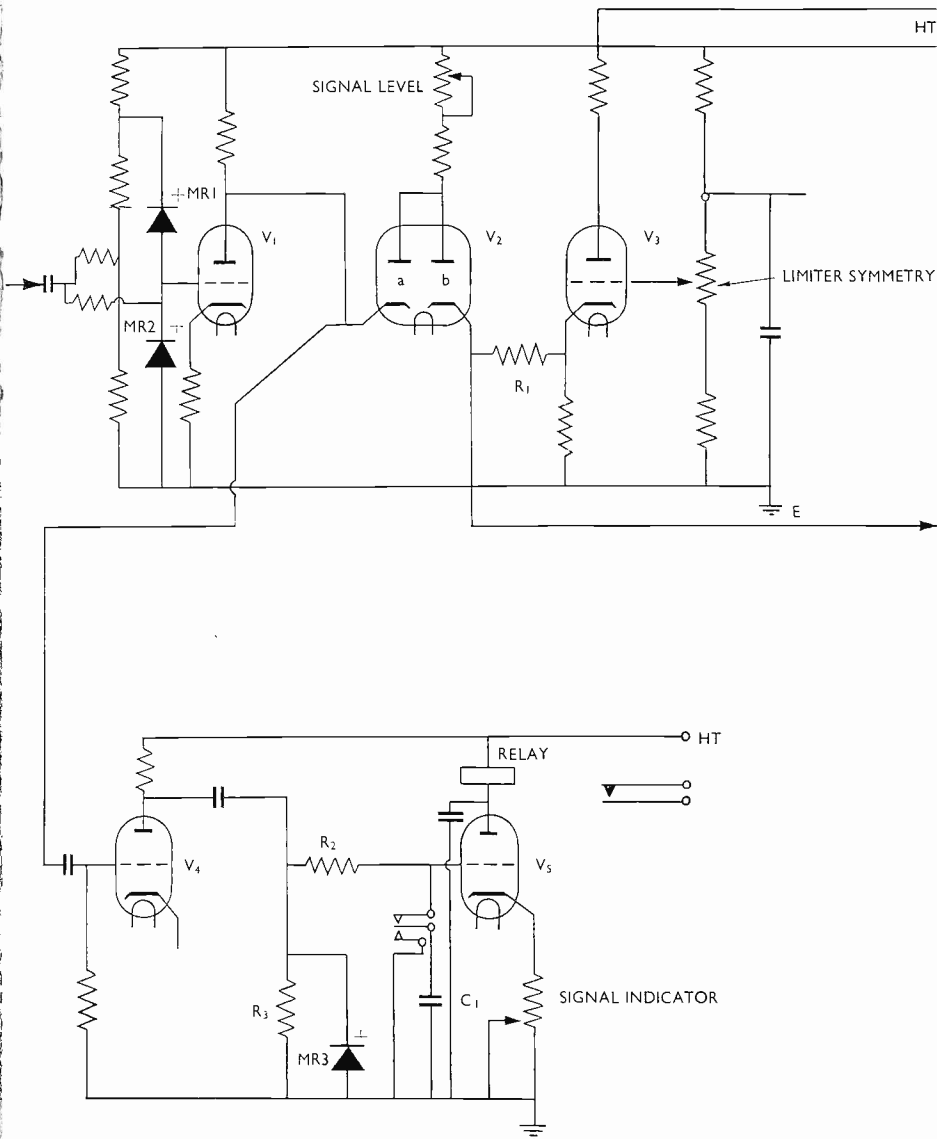 HT
SIGNAL LEVEL
+ MR1
V1
V2
V3
a
b
LIMITER SYMMETRY
MR2 +
R1
E
HT
RELAY
R2
V4
V5
R3
C1
SIGNAL INDICATOR
MR3
+